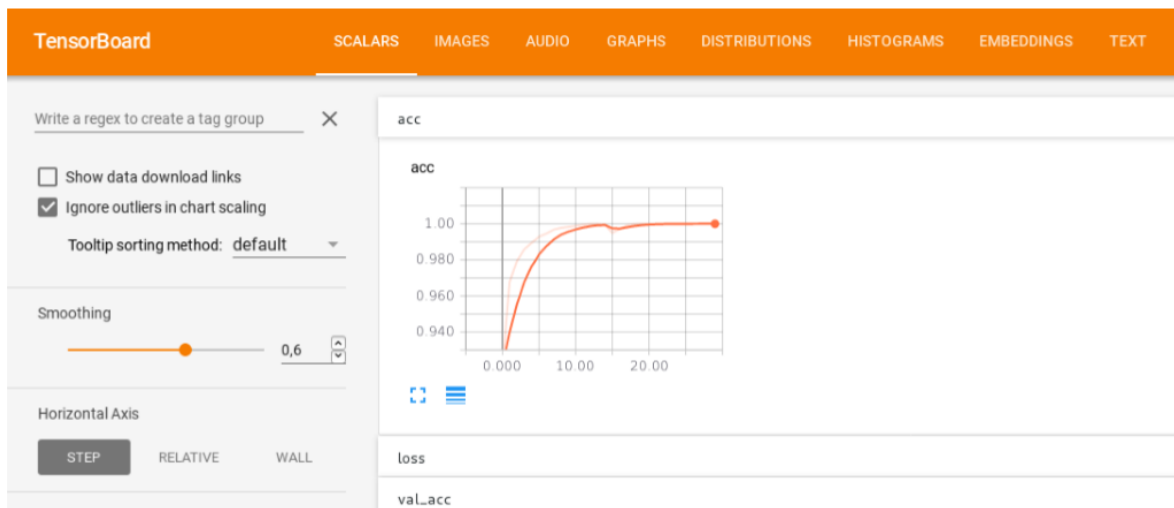 TensorBoard SCALARS IMAGES AUDIO GRAPHS DISTRIBUTIONS HISTOGRAMS EMBEDDINGS TEXT
Write a regex to create a tag group
Show data download links
Ignore outliers in chart scaling
Tooltip sorting method: default
Smoothing
0,6
Horizontal Axis
STEP RELATIVE WALL
acc
acc
1.00
0.980
0.960
0.940
0.000 10.00 20.00
loss
val_acc